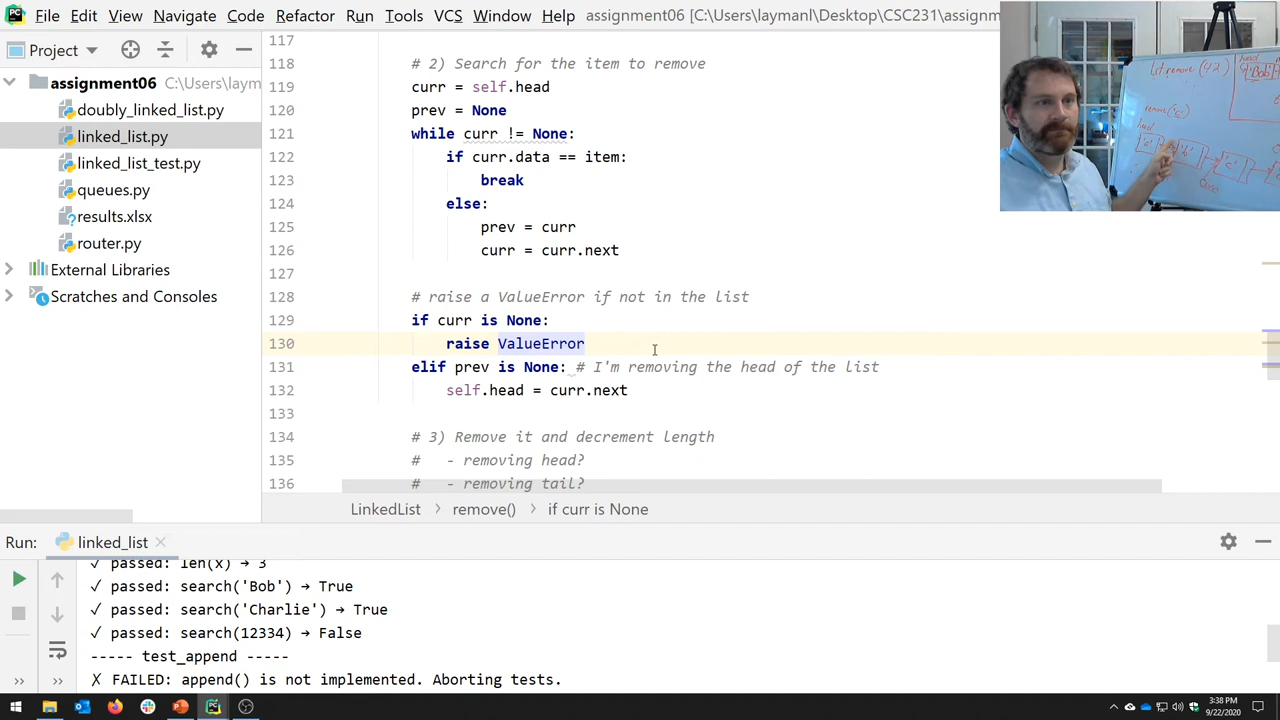 File Edit View Navigate Code Refactor Run Tools VCS Window Help assignment06 [C:\Users\laymanl\Desktop\CSC231\assignm
Project
assignment06 C:\Users\laym
doubly_linked_list.py
linked_list.py
linked_list_test.py
queues.py
results.xlsx
router.py
External Libraries
Scratches and Consoles
117
118 # 2) Search for the item to remove
119 curr = self.head
120 prev = None
121 while curr != None:
122 if curr.data == item:
123 break
124 else:
125 prev = curr
126 curr = curr.next
127
128 # raise a ValueError if not in the list
129 if curr is None:
130 raise ValueError
131 elif prev is None: # I'm removing the head of the list
132 self.head = curr.next
133
134 # 3) Remove it and decrement length
135 # - removing head?
136 # - removing tail?
LinkedList › remove() › if curr is None
list.remove(42)
head
'Bob'
remove('c')
head
'a' 'b' 'c'
Curr
Run: linked_list
✓ passed: len(x) → 3
✓ passed: search('Bob') → True
✓ passed: search('Charlie') → True
✓ passed: search(12334) → False
----- test_append -----
✗ FAILED: append() is not implemented. Aborting tests.
3:38 PM
9/22/2020